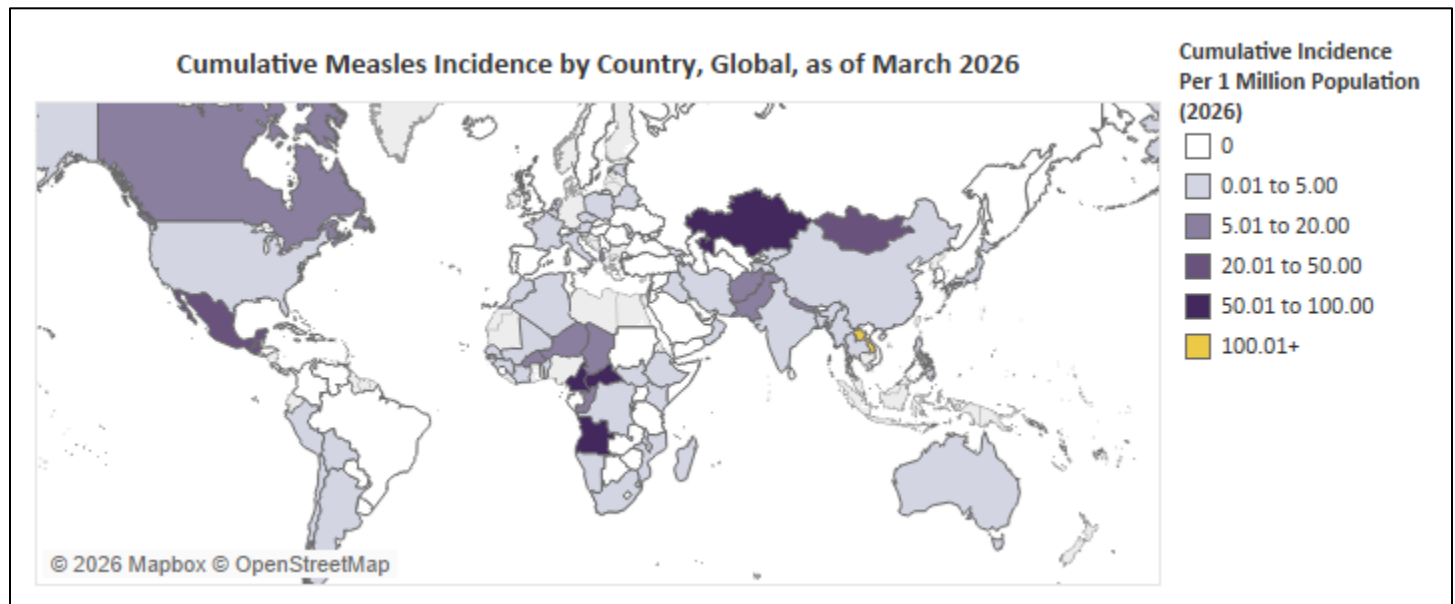 Cumulative Measles Incidence by Country, Global, as of March 2026
Cumulative Incidence
Per 1 Million Population
(2026)
0
0.01 to 5.00
5.01 to 20.00
20.01 to 50.00
50.01 to 100.00
100.01+
© 2026 Mapbox © OpenStreetMap